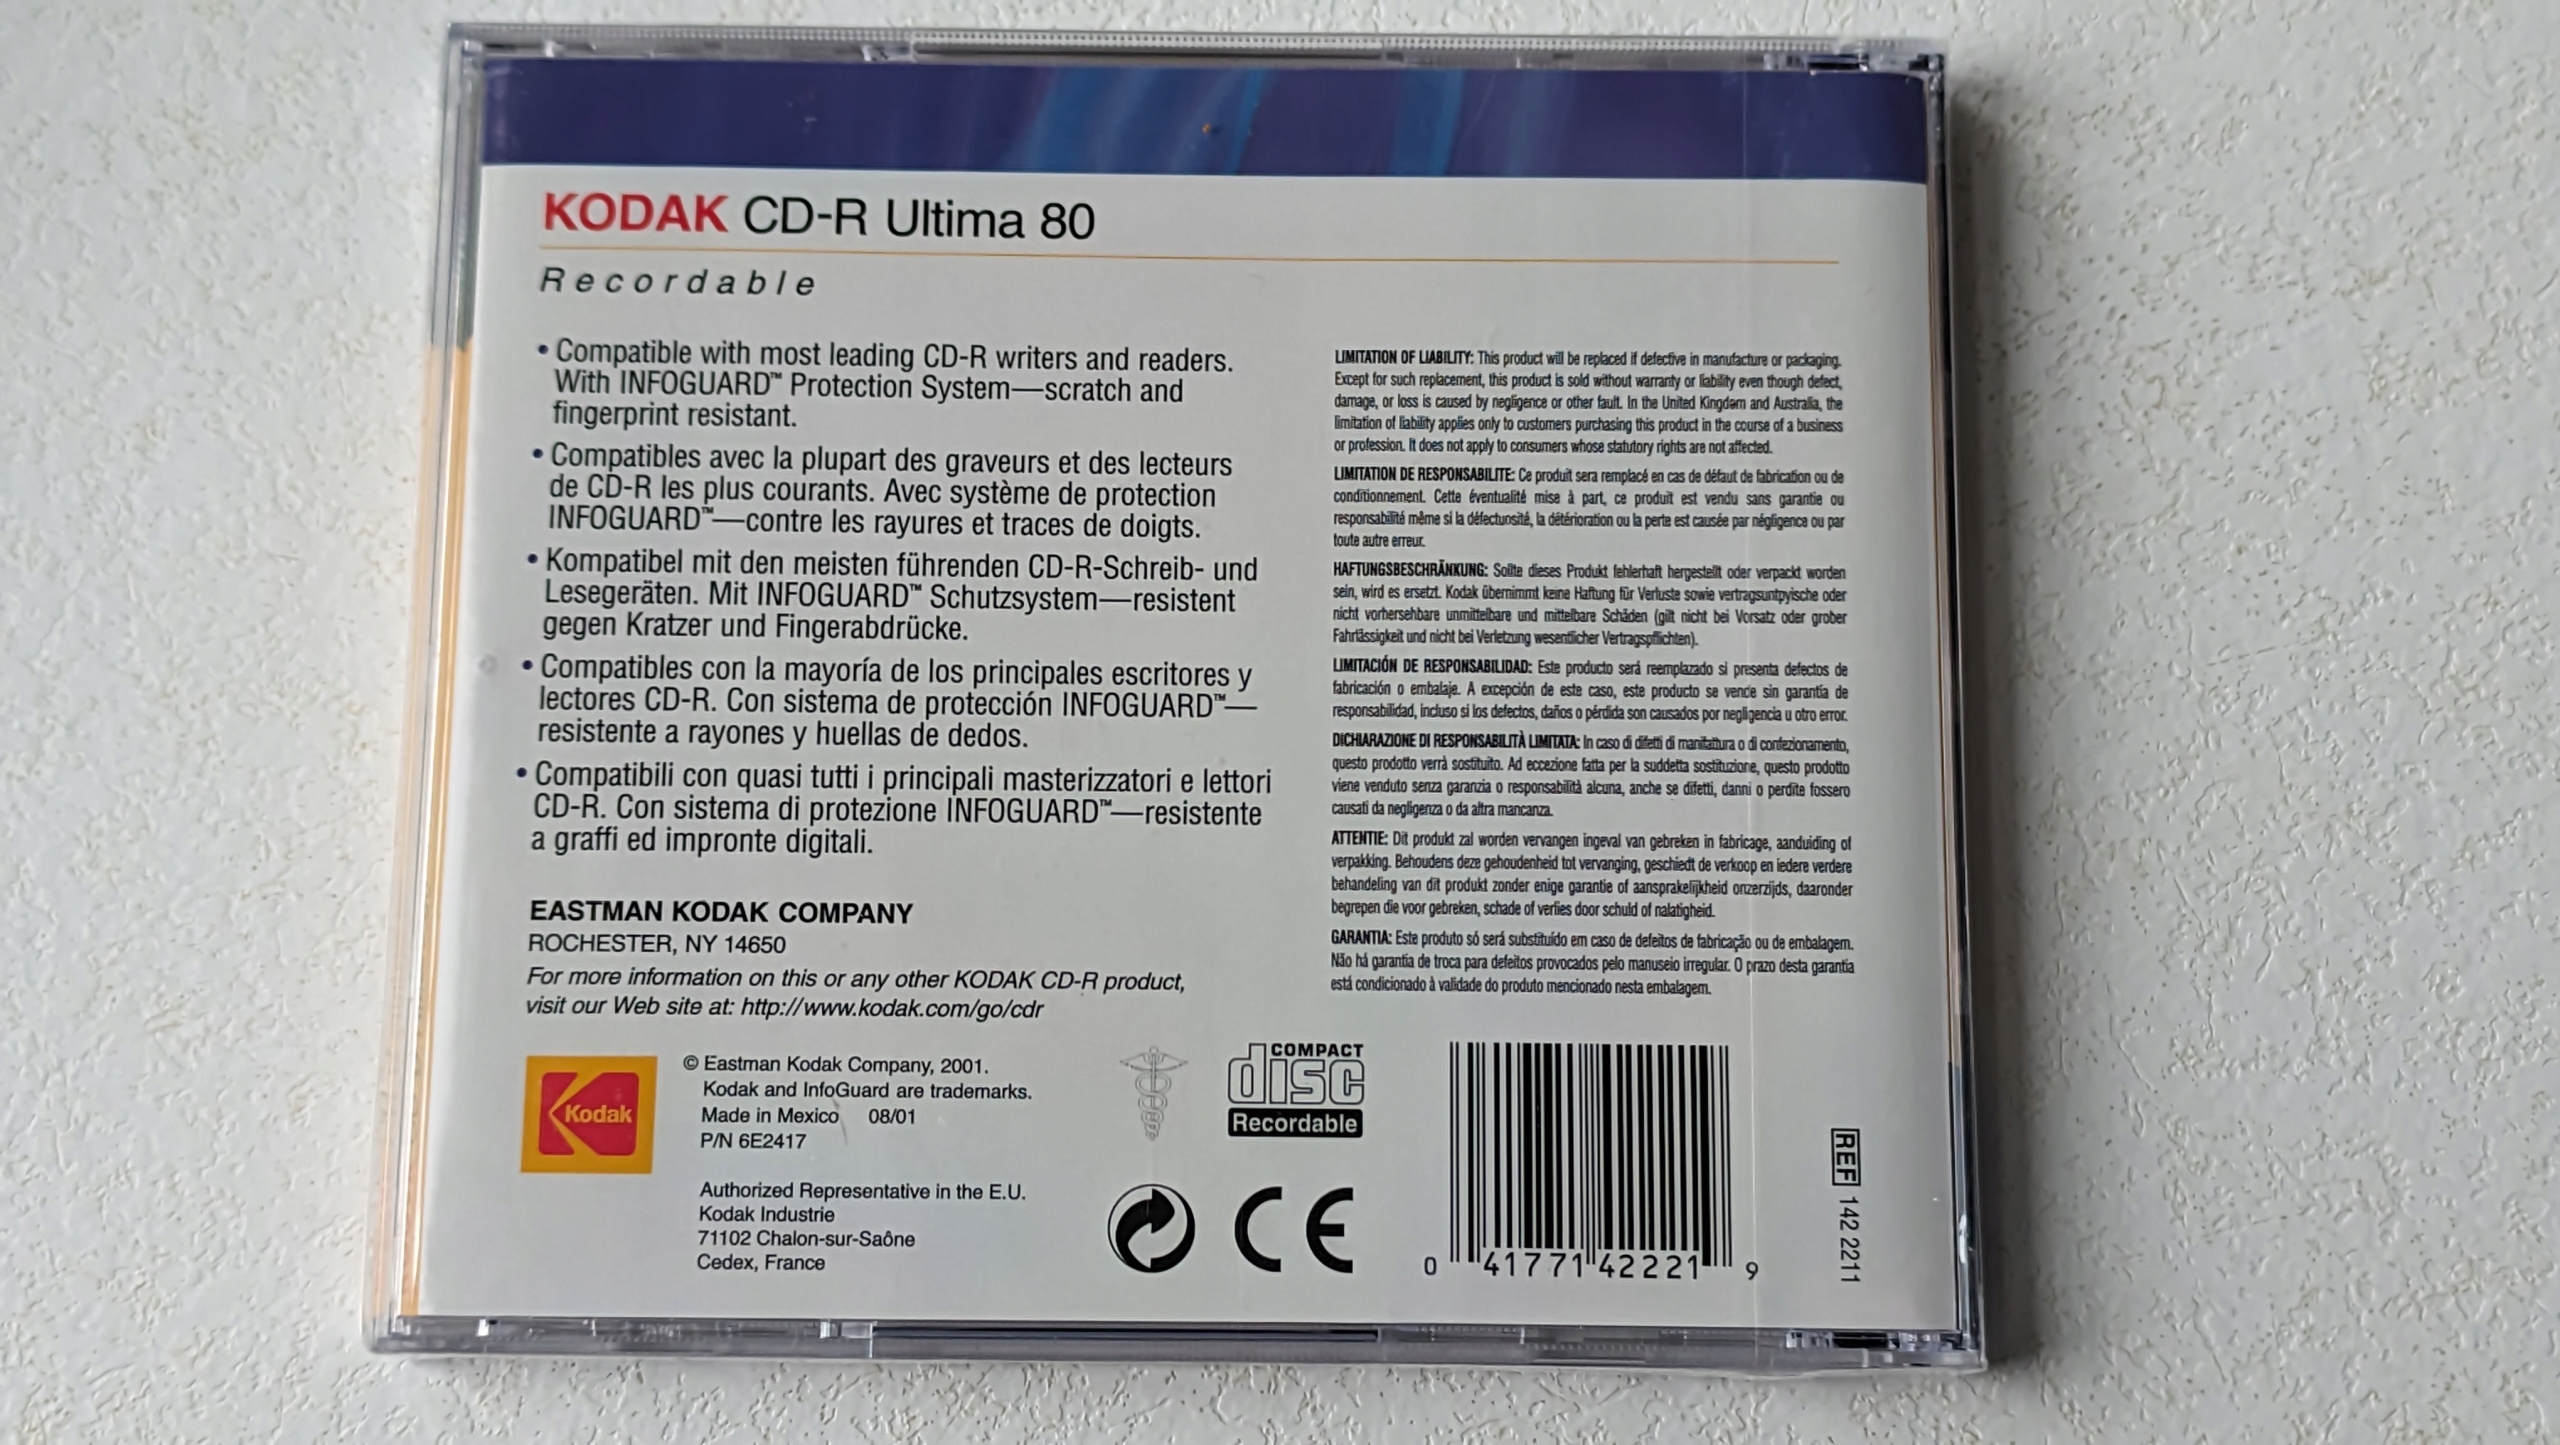 KODAK CD-R Ultima 80
Recordable
• Compatible with most leading CD-R writers and readers.
With INFOGUARD™ Protection System—scratch and
fingerprint resistant.
• Compatibles avec la plupart des graveurs et des lecteurs
de CD-R les plus courants. Avec système de protection
INFOGUARD™—contre les rayures et traces de doigts.
• Kompatibel mit den meisten führenden CD-R-Schreib- und
Lesegeräten. Mit INFOGUARD™ Schutzsystem—resistent
gegen Kratzer und Fingerabdrücke.
• Compatibles con la mayoría de los principales escritores y
lectores CD-R. Con sistema de protección INFOGUARD™—
resistente a rayones y huellas de dedos.
• Compatibili con quasi tutti i principali masterizzatori e lettori
CD-R. Con sistema di protezione INFOGUARD™—resistente
a graffi ed impronte digitali.
EASTMAN KODAK COMPANY
ROCHESTER, NY 14650
For more information on this or any other KODAK CD-R product,
visit our Web site at: http://www.kodak.com/go/cdr
Kodak
© Eastman Kodak Company, 2001.
Kodak and InfoGuard are trademarks.
Made in Mexico 08/01
P/N 6E2417
Authorized Representative in the E.U.
Kodak Industrie
71102 Chalon-sur-Saône
Cedex, France
LIMITATION OF LIABILITY: This product will be replaced if defective in manufacture or packaging.
Except for such replacement, this product is sold without warranty or liability even though defect,
damage, or loss is caused by negligence or other fault. In the United Kingdom and Australia, the
limitation of liability applies only to customers purchasing this product in the course of a business
or profession. It does not apply to consumers whose statutory rights are not affected.
LIMITATION DE RESPONSABILITE: Ce produit sera remplacé en cas de défaut de fabrication ou de
conditionnement. Cette éventualité mise à part, ce produit est vendu sans garantie ou
responsabilité même si la défectuosité, la détérioration ou la perte est causée par négligence ou par
toute autre erreur.
HAFTUNGSBESCHRÄNKUNG: Sollte dieses Produkt fehlerhaft hergestellt oder verpackt worden
sein, wird es ersetzt. Kodak übernimmt keine Haftung für Verluste sowie vertragsuntpyische oder
nicht vorhersehbare unmittelbare und mittelbare Schäden (gilt nicht bei Vorsatz oder grober
Fahrlässigkeit und nicht bei Verletzung wesentlicher Vertragspflichten).
LIMITACIÓN DE RESPONSABILIDAD: Este producto será reemplazado si presenta defectos de
fabricación o embalaje. A excepción de este caso, este producto se vende sin garantía de
responsabilidad, incluso si los defectos, daños o pérdida son causados por negligencia u otro error.
DICHIARAZIONE DI RESPONSABILITÀ LIMITATA: In caso di difetti di manifattura o di confezionamento,
questo prodotto verrà sostituito. Ad eccezione fatta per la suddetta sostituzione, questo prodotto
viene venduto senza garanzia o responsabilità alcuna, anche se difetti, danni o perdite fossero
causati da negligenza o da altra mancanza.
ATTENTIE: Dit produkt zal worden vervangen ingeval van gebreken in fabricage, aanduiding of
verpakking. Behoudens deze gehoudenheid tot vervanging, geschiedt de verkoop en iedere verdere
behandeling van dit produkt zonder enige garantie of aansprakelijkheid onzerzijds, daaronder
begrepen die voor gebreken, schade of verlies door schuld of nalatigheid.
GARANTIA: Este produto só será substituído em caso de defeitos de fabricação ou de embalagem.
Não há garantia de troca para defeitos provocados pelo manuseio irregular. O prazo desta garantia
está condicionado à validade do produto mencionado nesta embalagem.
COMPACT
disc
Recordable
CE
0 41771 42221 9
REF 142 2211